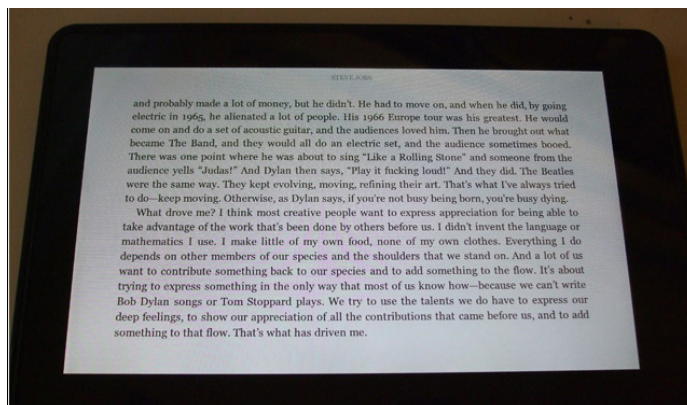 STEVE JOBS
and probably made a lot of money, but he didn't. He had to move on, and when he did, by going
electric in 1965, he alienated a lot of people. His 1966 Europe tour was his greatest. He would
come on and do a set of acoustic guitar, and the audiences loved him. Then he brought out what
became The Band, and they would all do an electric set, and the audience sometimes booed.
There was one point where he was about to sing "Like a Rolling Stone" and someone from the
audience yells "Judas!" And Dylan then says, "Play it fucking loud!" And they did. The Beatles
were the same way. They kept evolving, moving, refining their art. That's what I've always tried
to do—keep moving. Otherwise, as Dylan says, if you're not busy being born, you're busy dying.
What drove me? I think most creative people want to express appreciation for being able to
take advantage of the work that's been done by others before us. I didn't invent the language or
mathematics I use. I make little of my own food, none of my own clothes. Everything I do
depends on other members of our species and the shoulders that we stand on. And a lot of us
want to contribute something back to our species and to add something to the flow. It's about
trying to express something in the only way that most of us know how—because we can't write
Bob Dylan songs or Tom Stoppard plays. We try to use the talents we do have to express our
deep feelings, to show our appreciation of all the contributions that came before us, and to add
something to that flow. That's what has driven me.